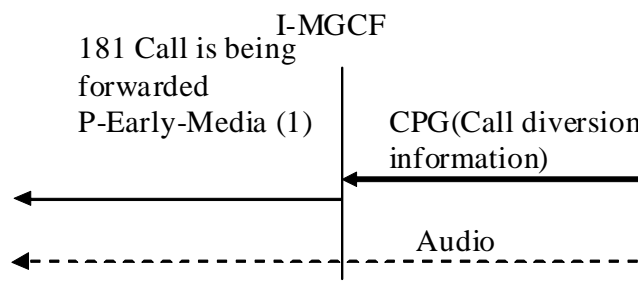 I-MGCF
181 Call is being
forwarded
P-Early-Media (1)
CPG(Call diversion
information)
Audio